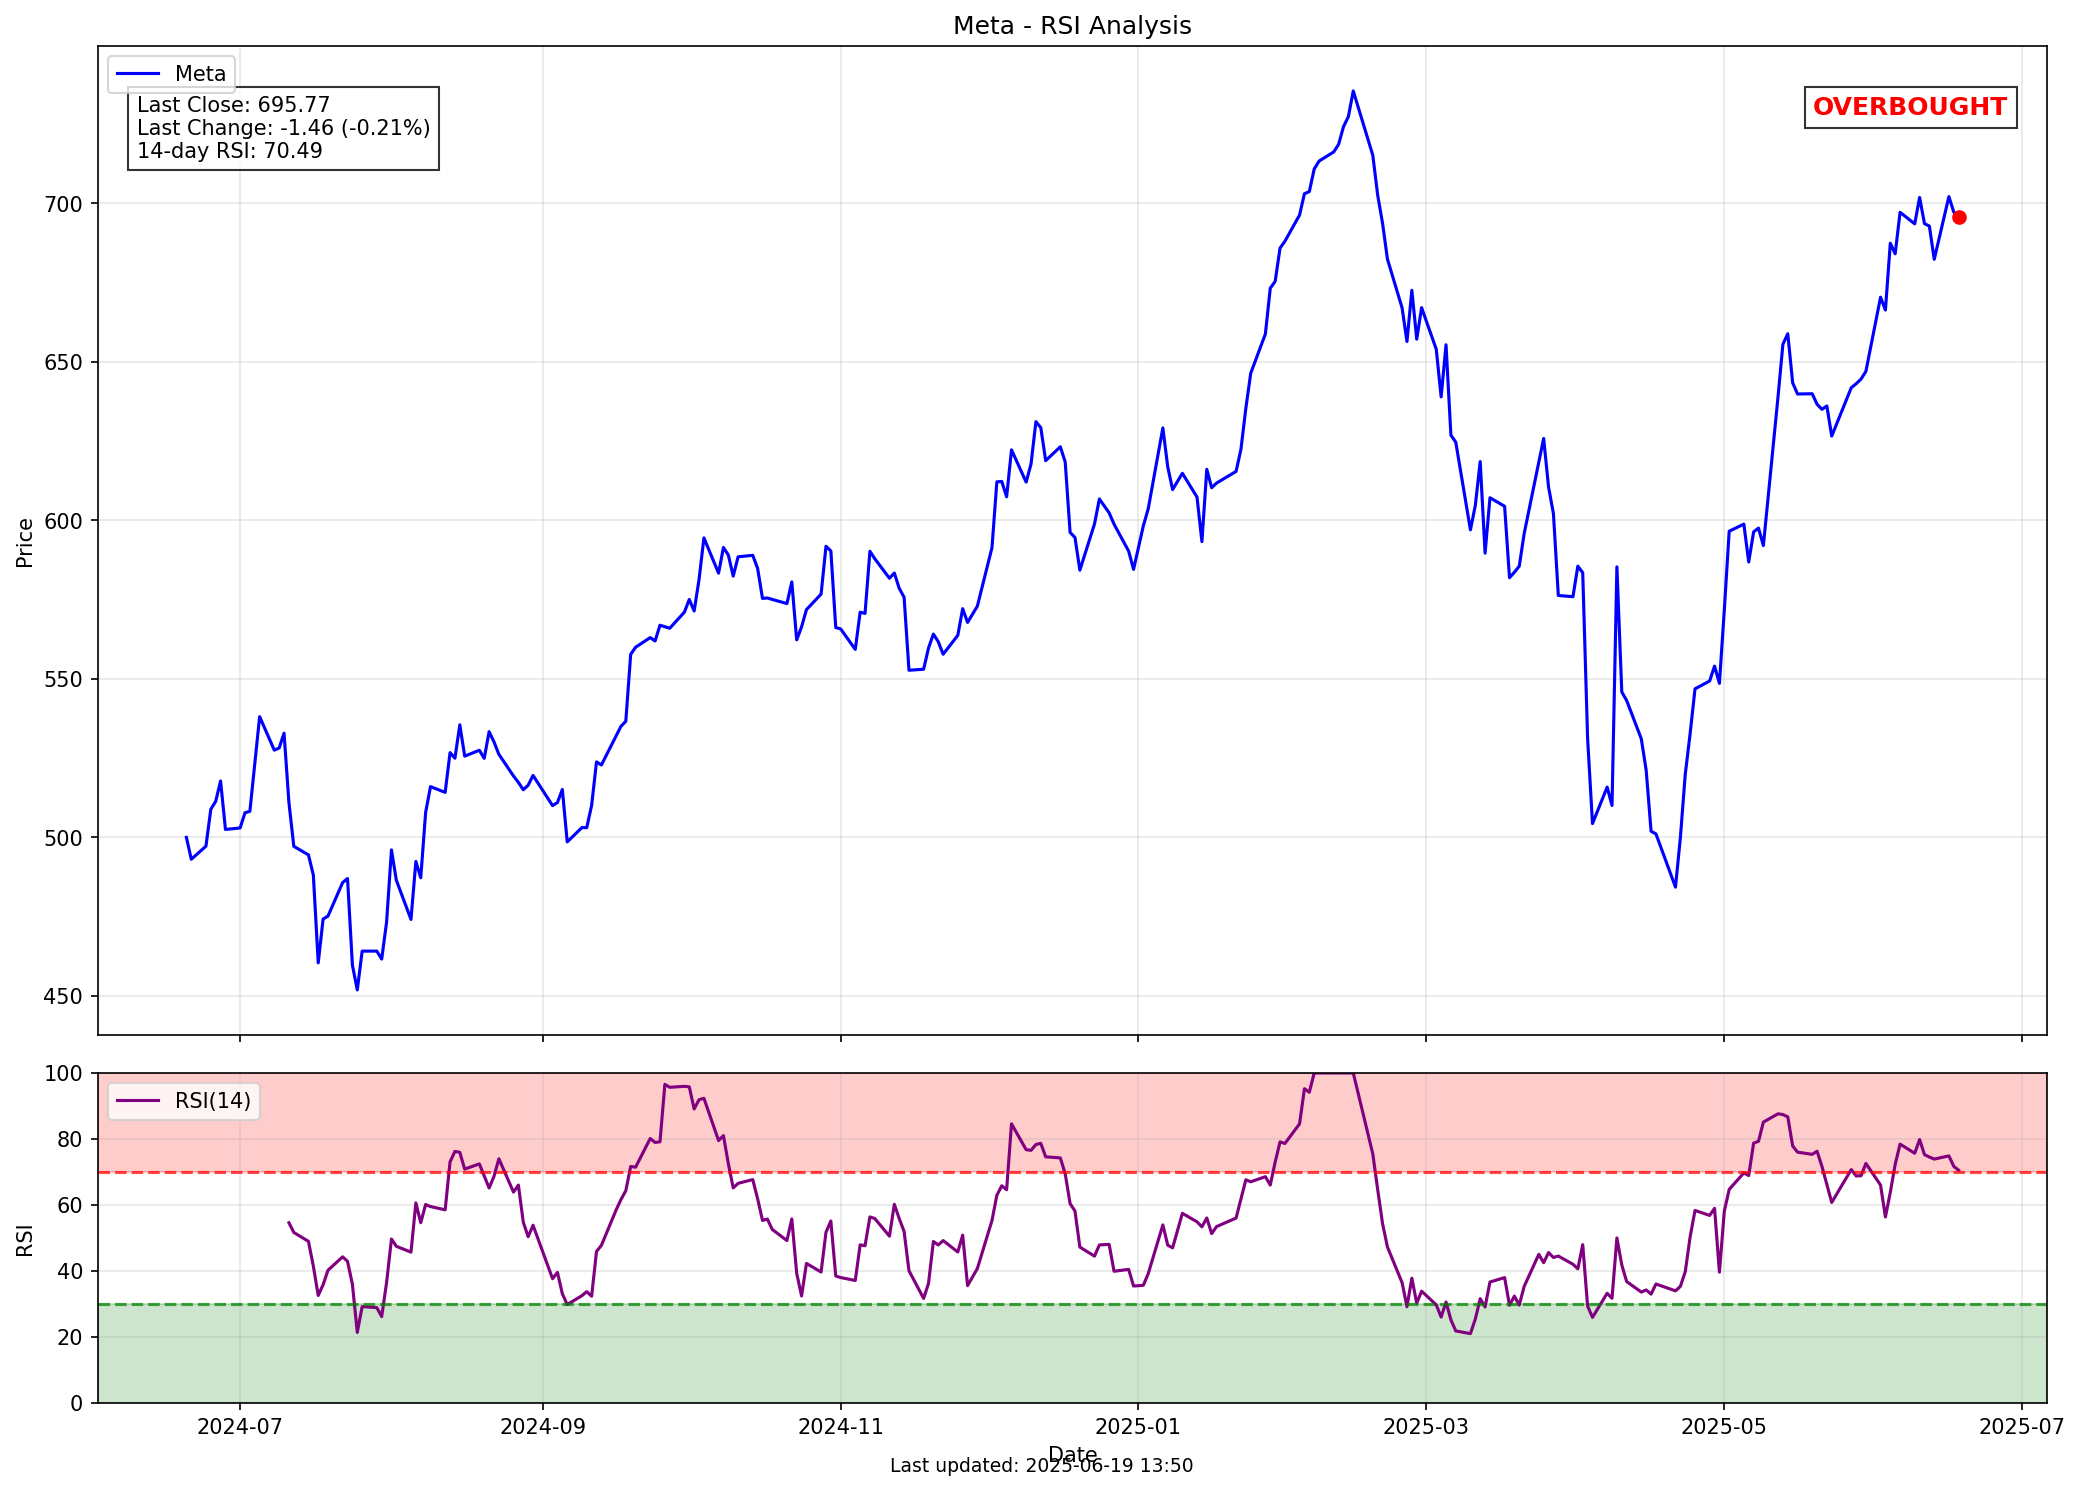 Meta - RSI Analysis
Meta
Last Close: 695.77
Last Change: -1.46 (-0.21%)
14-day RSI: 70.49
OVERBOUGHT
Price
700
650
600
550
500
450
RSI(14)
RSI
100
80
60
40
20
0
2024-07
2024-09
2024-11
2025-01
2025-03
2025-05
2025-07
Date
Last updated: 2025-06-19 13:50